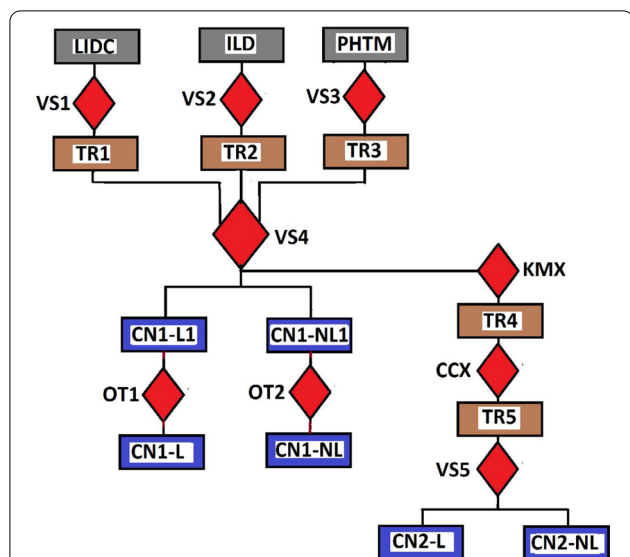 LIDC ILD PHTM
VS1 VS2 VS3
TR1 TR2 TR3
VS4
KMX
CN1-L1 CN1-NL1 TR4
OT1 OT2 CCX
TR5
CN1-L CN1-NL
VS5
CN2-L CN2-NL